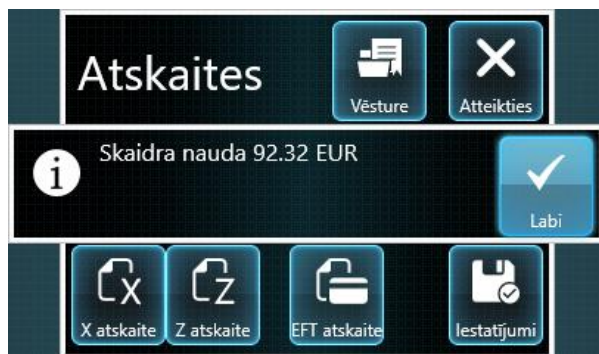 Atskaites
Vēsture
Atteikties
Skaidra nauda 92.32 EUR
Labi
X atskaite
Z atskaite
EFT atskaite
Iestatījumi